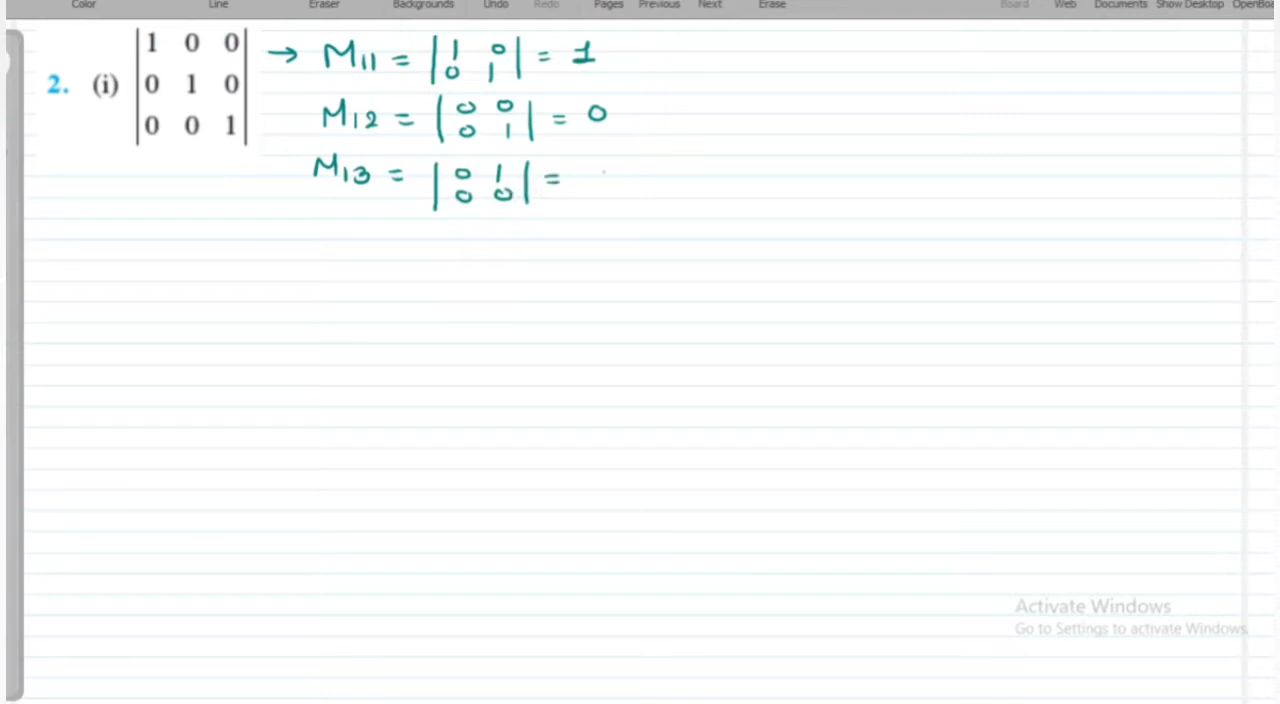 Color Line Eraser Backgrounds Undo Redo Pages Previous Next Erase Board Web Documents Show Desktop OpenBoa
2. (i) |1 0 0|
|0 1 0|
|0 0 1|
→ M11 = |1 0| = 1
|0 1|
M12 = |0 0| = 0
|0 1|
M13 = |0 1| =
|0 0|
Activate Windows
Go to Settings to activate Windows.